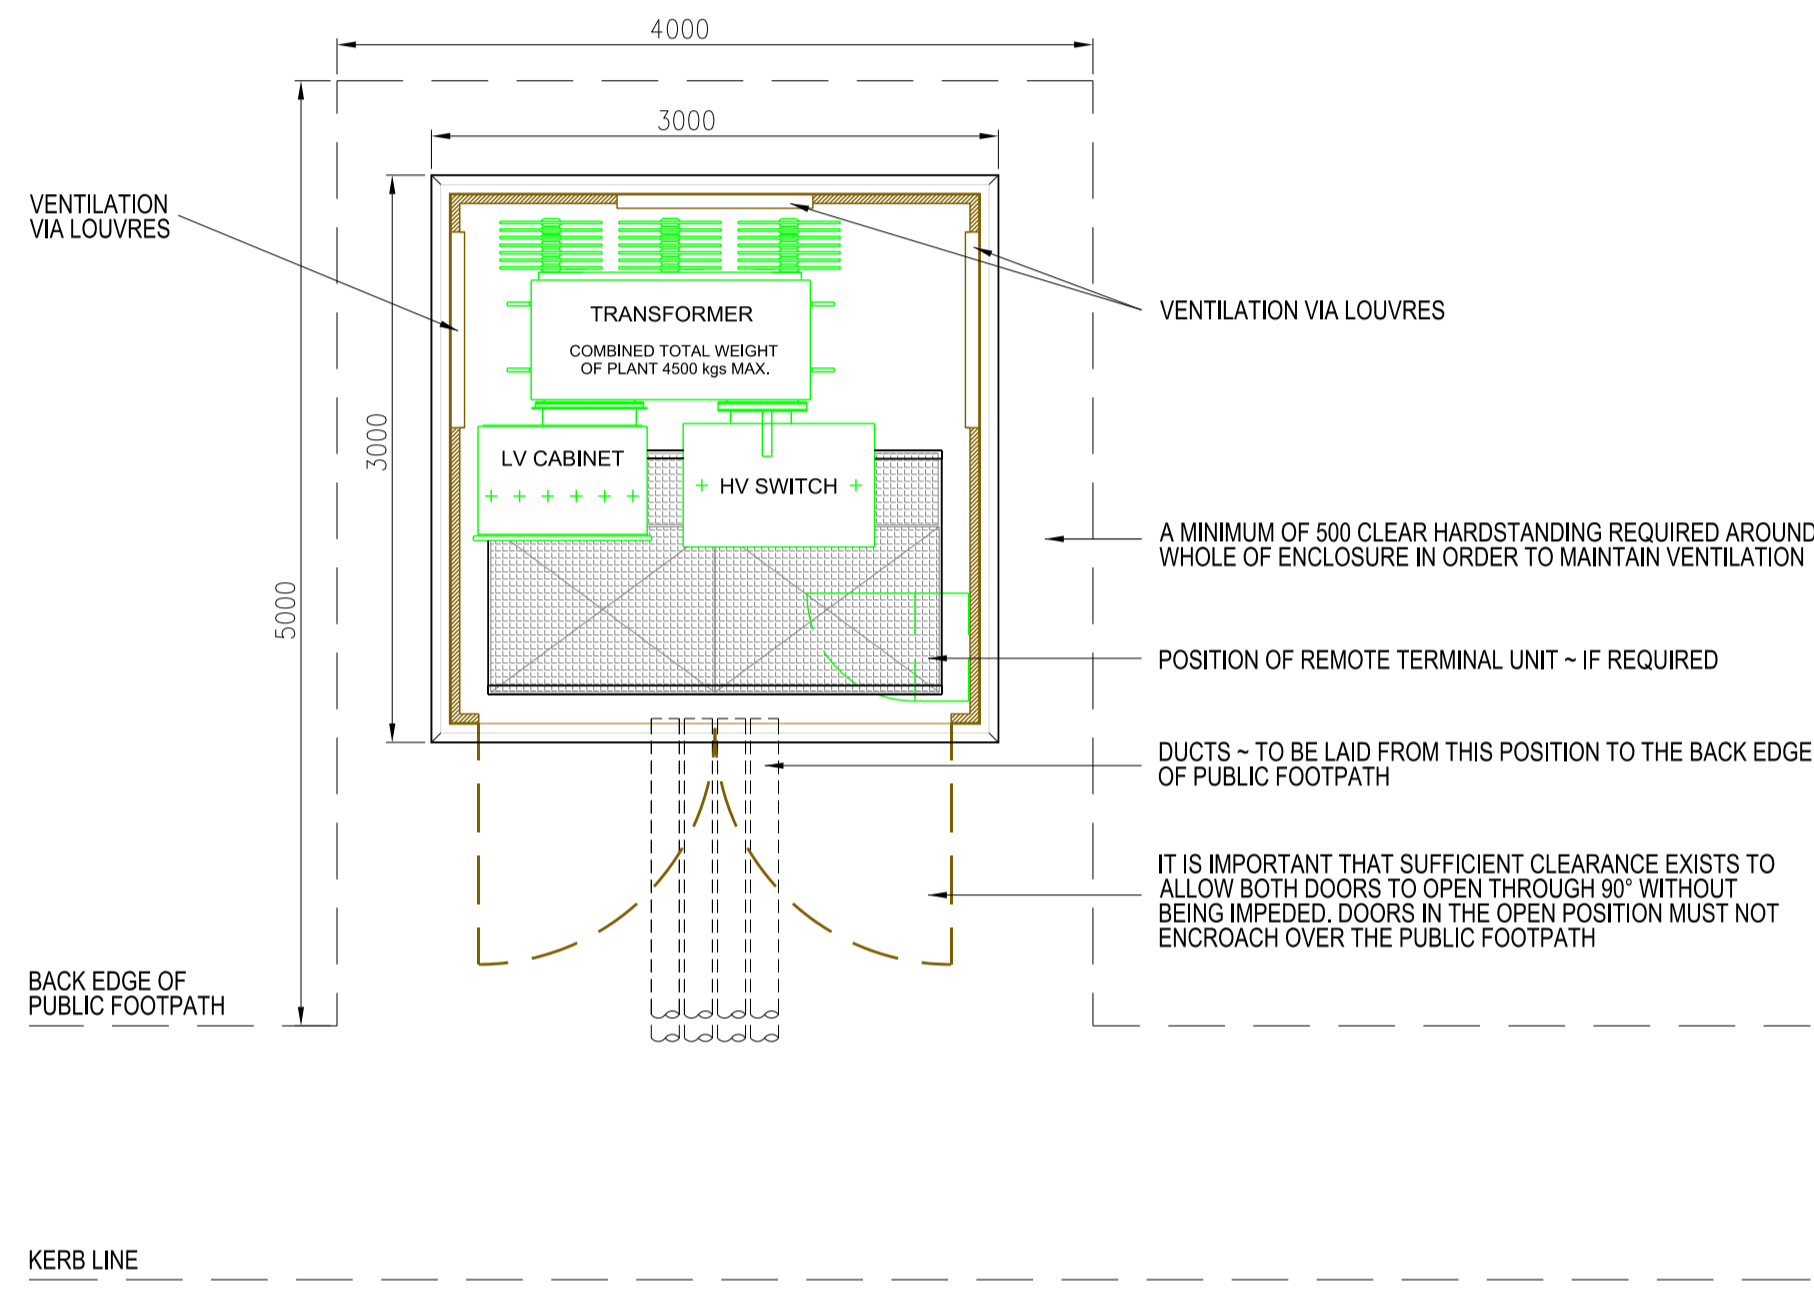 4000
3000
VENTILATION
VIA LOUVRES
TRANSFORMER
COMBINED TOTAL WEIGHT
OF PLANT 4500 kgs MAX.
VENTILATION VIA LOUVRES
3000
LV CABINET
HV SWITCH
A MINIMUM OF 500 CLEAR HARDSTANDING REQUIRED AROUND
WHOLE OF ENCLOSURE IN ORDER TO MAINTAIN VENTILATION
5000
POSITION OF REMOTE TERMINAL UNIT ~ IF REQUIRED
DUCTS ~ TO BE LAID FROM THIS POSITION TO THE BACK EDGE
OF PUBLIC FOOTPATH
IT IS IMPORTANT THAT SUFFICIENT CLEARANCE EXISTS TO
ALLOW BOTH DOORS TO OPEN THROUGH 90° WITHOUT
BEING IMPEDED. DOORS IN THE OPEN POSITION MUST NOT
ENCROACH OVER THE PUBLIC FOOTPATH
BACK EDGE OF
PUBLIC FOOTPATH
KERB LINE